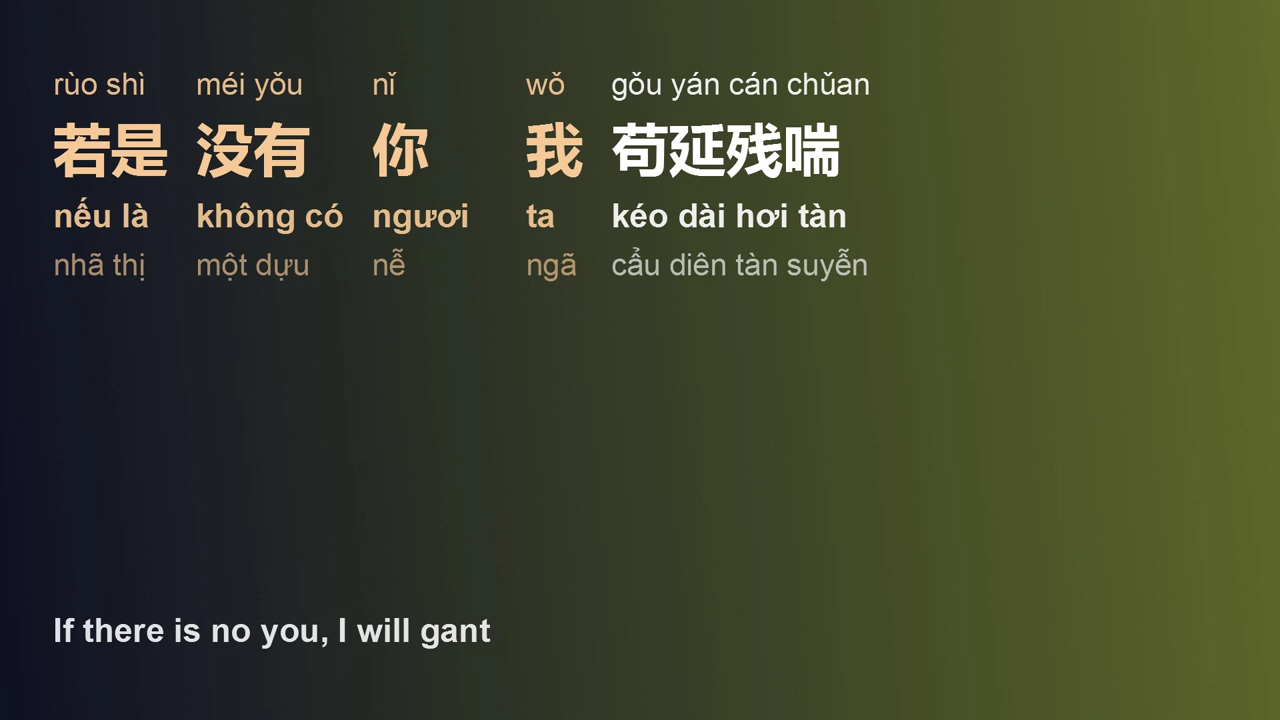 rùo shì méi yǒu nǐ wǒ gǒu yán cán chǔan
若是 没有 你 我 苟延残喘
nếu là không có ngươi ta kéo dài hơi tàn
nhã thị một dựu nễ ngã cẩu diên tàn suyễn
If there is no you, I will gant